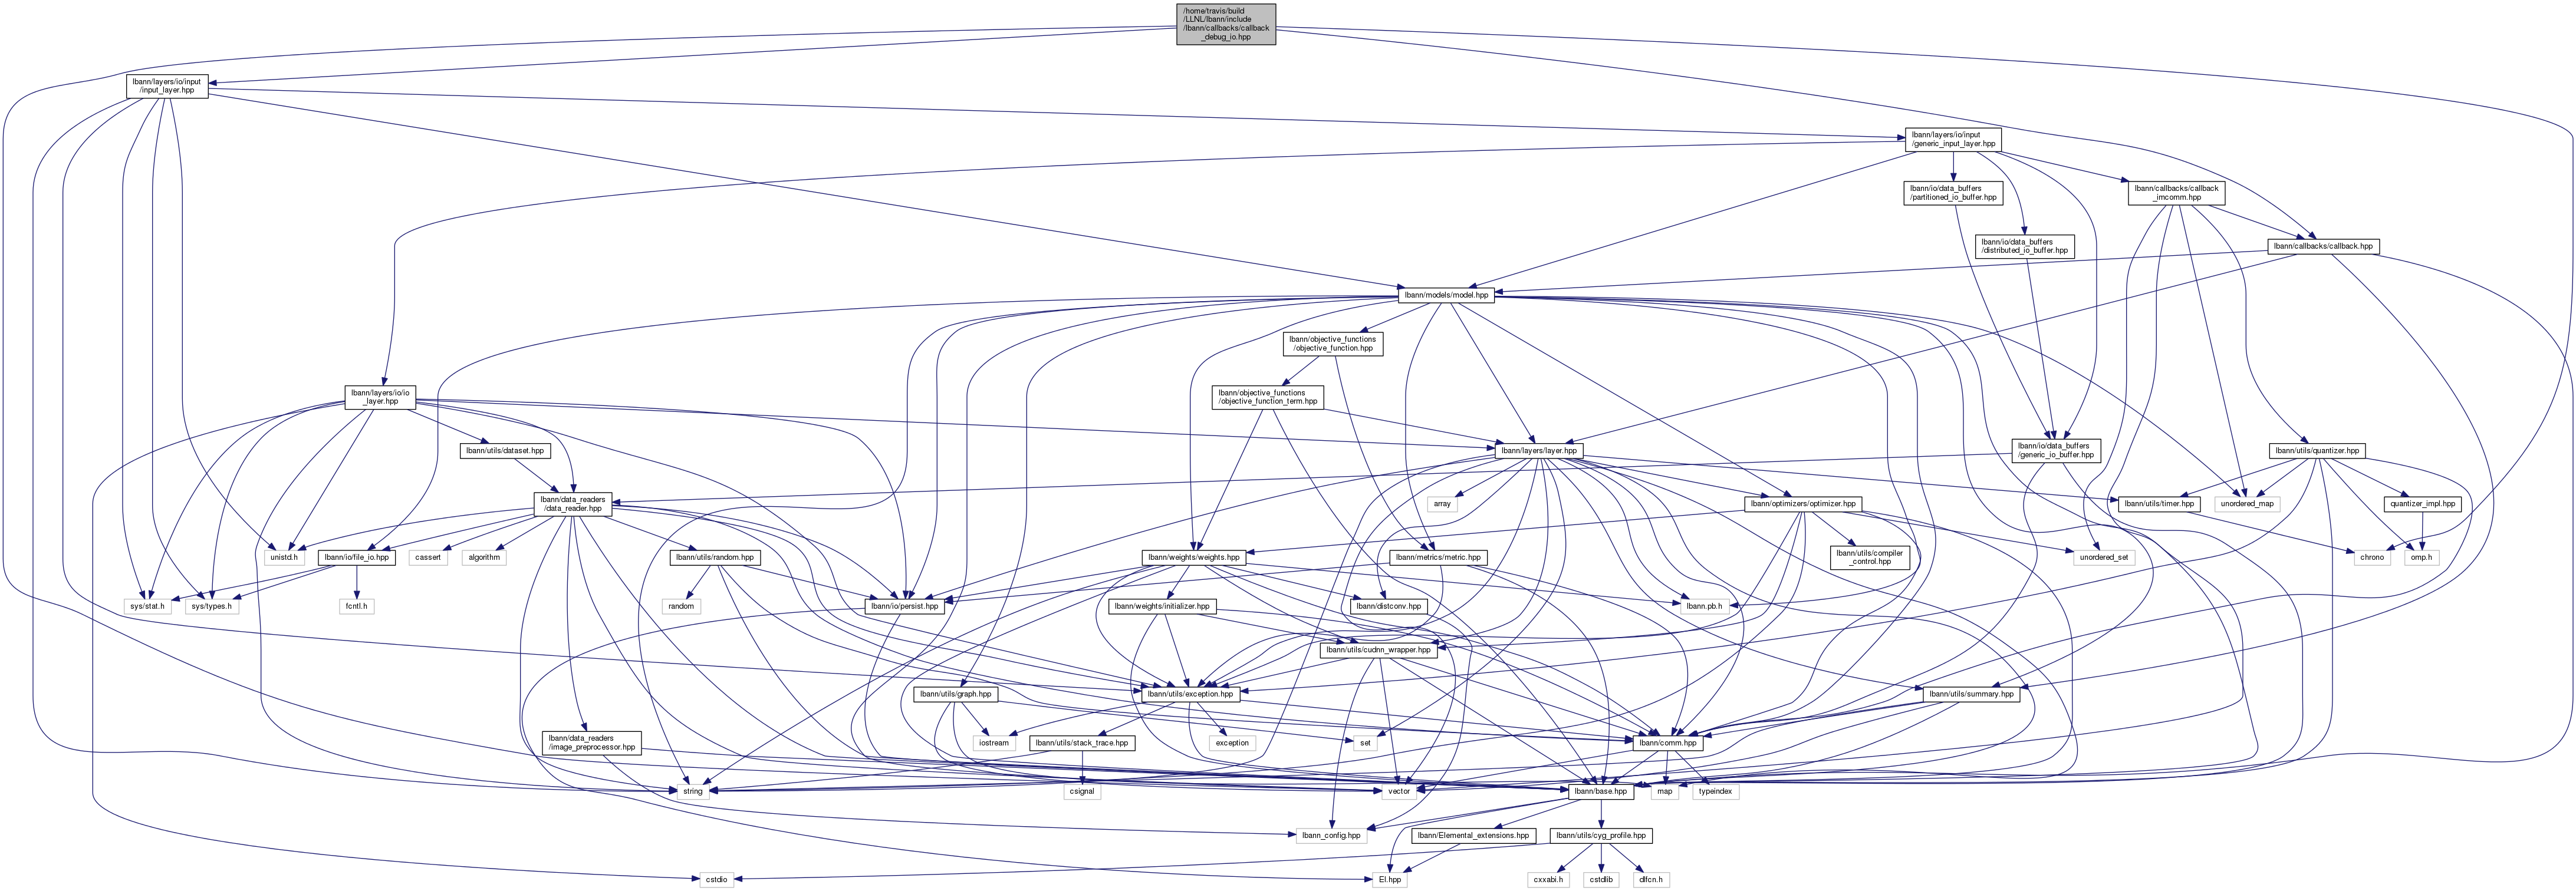 /home/travis/build
/LLNL/lbann/include
/lbann/callbacks/callback
_debug_io.hpp
lbann/layers/io/input
/input_layer.hpp
lbann/layers/io/input
/generic_input_layer.hpp
lbann/io/data_buffers
/partitioned_io_buffer.hpp
lbann/callbacks/callback
_imcomm.hpp
lbann/io/data_buffers
/distributed_io_buffer.hpp
lbann/callbacks/callback.hpp
lbann/models/model.hpp
lbann/objective_functions
/objective_function.hpp
lbann/layers/io/io
_layer.hpp
lbann/objective_functions
/objective_function_term.hpp
lbann/utils/dataset.hpp
lbann/layers/layer.hpp
lbann/io/data_buffers
/generic_io_buffer.hpp
lbann/utils/quantizer.hpp
lbann/data_readers
/data_reader.hpp
array
lbann/optimizers/optimizer.hpp
lbann/utils/timer.hpp
unordered_map
quantizer_impl.hpp
unistd.h
lbann/io/file_io.hpp
cassert
algorithm
lbann/utils/random.hpp
lbann/weights/weights.hpp
lbann/metrics/metric.hpp
lbann/utils/compiler
_control.hpp
unordered_set
chrono
omp.h
sys/stat.h
sys/types.h
fcntl.h
random
lbann/io/persist.hpp
lbann/weights/initializer.hpp
lbann/distconv.hpp
lbann.pb.h
lbann/utils/cudnn_wrapper.hpp
lbann/utils/graph.hpp
lbann/utils/exception.hpp
lbann/utils/summary.hpp
lbann/data_readers
/image_preprocessor.hpp
iostream
lbann/utils/stack_trace.hpp
exception
set
lbann/comm.hpp
string
csignal
vector
lbann/base.hpp
map
typeindex
lbann_config.hpp
lbann/Elemental_extensions.hpp
lbann/utils/cyg_profile.hpp
cstdio
El.hpp
cxxabi.h
cstdlib
dlfcn.h